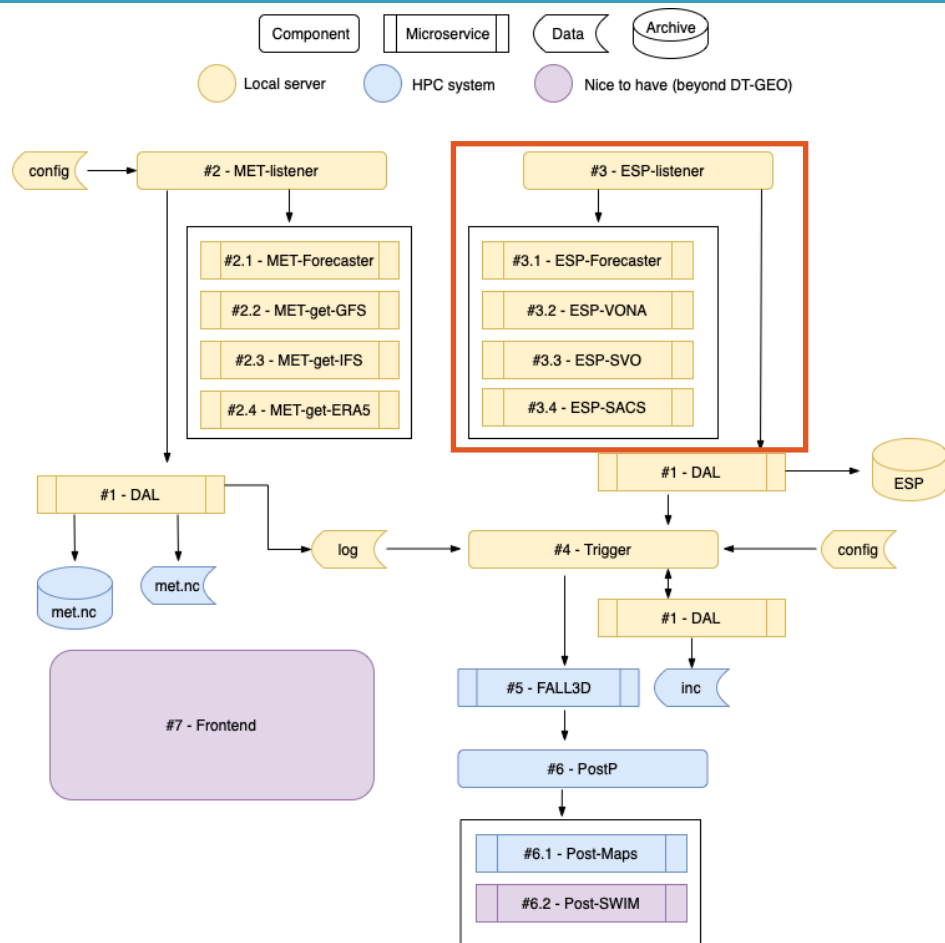 Component
Microservice
Data
Archive
Local server
HPC system
Nice to have (beyond DT-GEO)
config
#2 - MET-listener
#3 - ESP-listener
#2.1 - MET-Forecaster
#2.2 - MET-get-GFS
#2.3 - MET-get-IFS
#2.4 - MET-get-ERA5
#3.1 - ESP-Forecaster
#3.2 - ESP-VONA
#3.3 - ESP-SVO
#3.4 - ESP-SACS
#1 - DAL
#1 - DAL
ESP
log
#4 - Trigger
config
met.nc
met.nc
#1 - DAL
#5 - FALL3D
inc
#7 - Frontend
#6 - PostP
#6.1 - Post-Maps
#6.2 - Post-SWIM